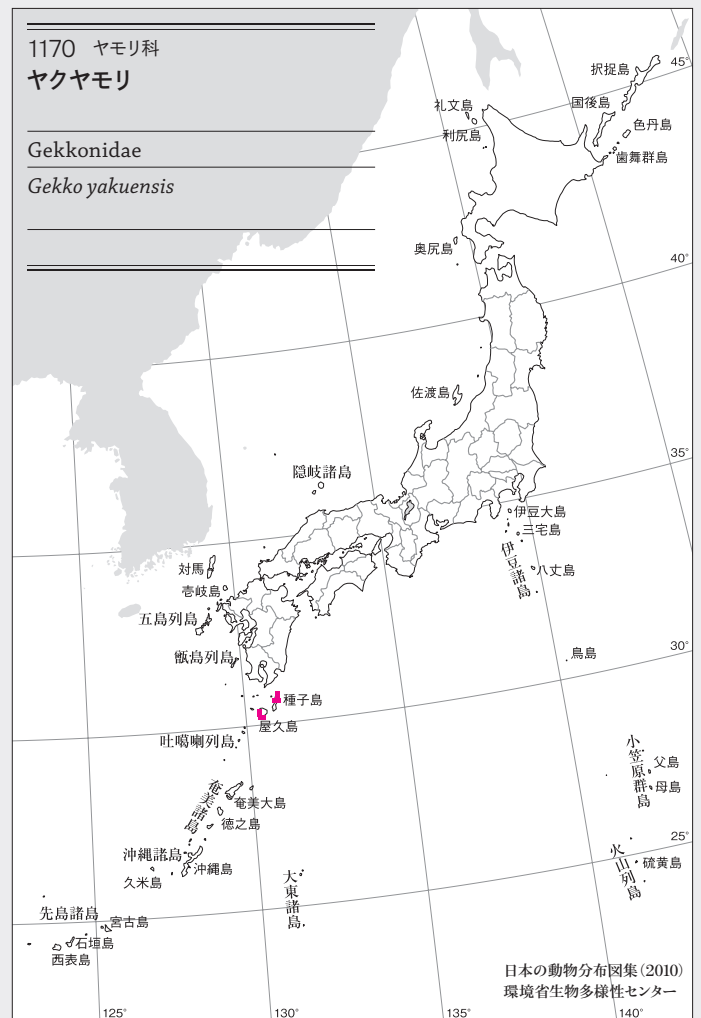 1170 ヤモリ科
ヤクヤモリ
Gekkonidae
Gekko yakuensis
択捉島
45°
国後島
礼文島
色丹島
利尻島
歯舞群島
奥尻島
40°
佐渡島
35°
隠岐諸島
伊豆大島
三宅島
伊豆諸島
八丈島
対馬
壱岐島
五島列島
甑島列島
30°
鳥島
種子島
屋久島
吐噶喇列島
小笠原群島
父島
母島
奄美諸島
奄美大島
徳之島
25°
沖縄諸島
沖縄島
久米島
火山列島
硫黄島
大東諸島
先島諸島
宮古島
石垣島
西表島
日本の動物分布図集(2010)
環境省生物多様性センター
125°
130°
135°
140°